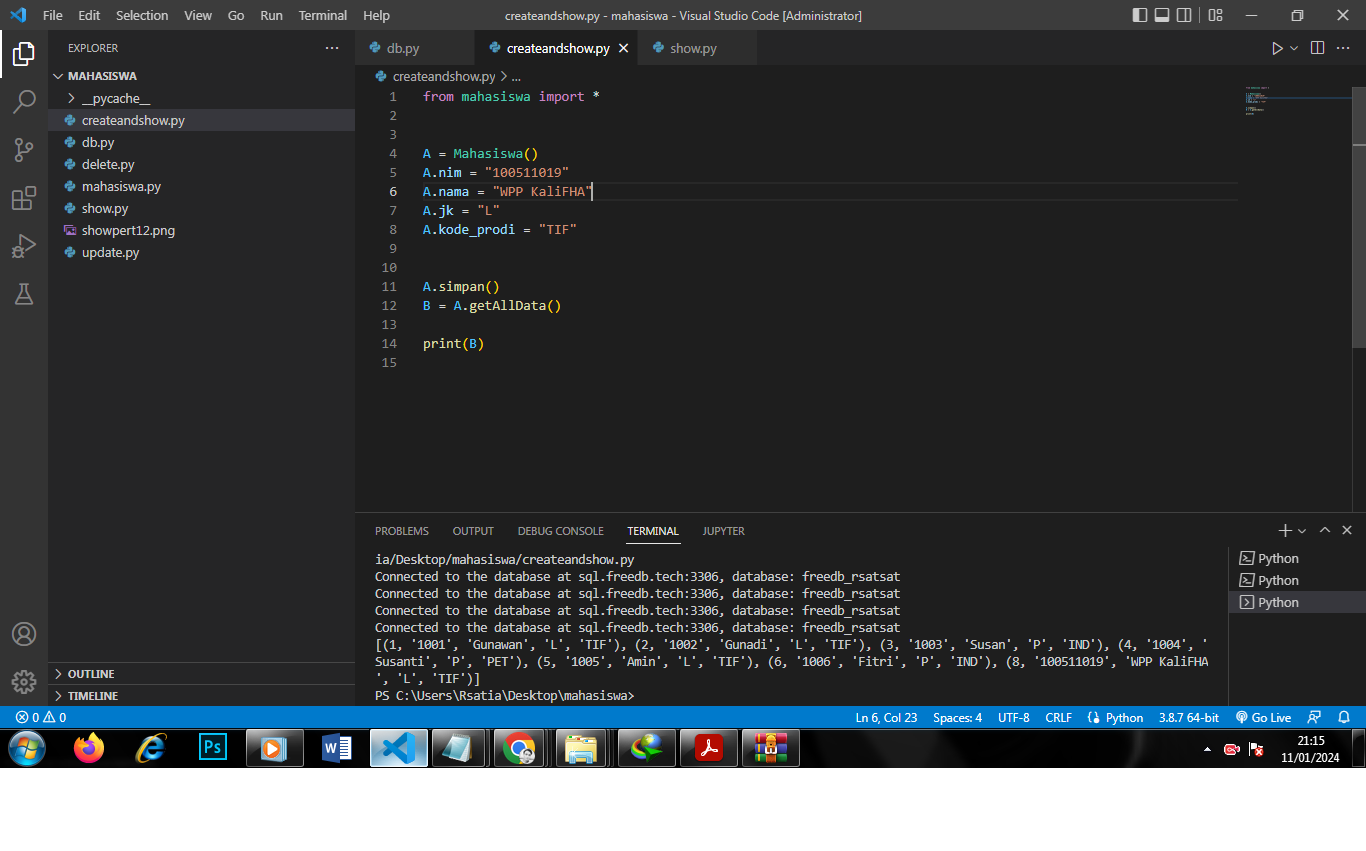 File Edit Selection View Go Run Terminal Help
createandshow.py - mahasiswa - Visual Studio Code [Administrator]
EXPLORER
MAHASISWA
__pycache__
createandshow.py
db.py
delete.py
mahasiswa.py
show.py
showpert12.png
update.py
OUTLINE
TIMELINE
db.py createandshow.py show.py
createandshow.py > ...
1 from mahasiswa import *
2
3
4 A = Mahasiswa()
5 A.nim = "100511019"
6 A.nama = "WPP KaliFHA"
7 A.jk = "L"
8 A.kode_prodi = "TIF"
9
10
11 A.simpan()
12 B = A.getAllData()
13
14 print(B)
15
PROBLEMS OUTPUT DEBUG CONSOLE TERMINAL JUPYTER
ia/Desktop/mahasiswa/createandshow.py
Connected to the database at sql.freedb.tech:3306, database: freedb_rsatsat
Connected to the database at sql.freedb.tech:3306, database: freedb_rsatsat
Connected to the database at sql.freedb.tech:3306, database: freedb_rsatsat
Connected to the database at sql.freedb.tech:3306, database: freedb_rsatsat
[(1, '1001', 'Gunawan', 'L', 'TIF'), (2, '1002', 'Gunadi', 'L', 'TIF'), (3, '1003', 'Susan', 'P', 'IND'), (4, '1004', '
Susanti', 'P', 'PET'), (5, '1005', 'Amin', 'L', 'TIF'), (6, '1006', 'Fitri', 'P', 'IND'), (8, '100511019', 'WPP KaliFHA
', 'L', 'TIF')]
PS C:\Users\Rsatia\Desktop\mahasiswa>
Python
Python
Python
0 0
Ln 6, Col 23 Spaces: 4 UTF-8 CRLF Python 3.8.7 64-bit Go Live
Ps
W
21:15
11/01/2024